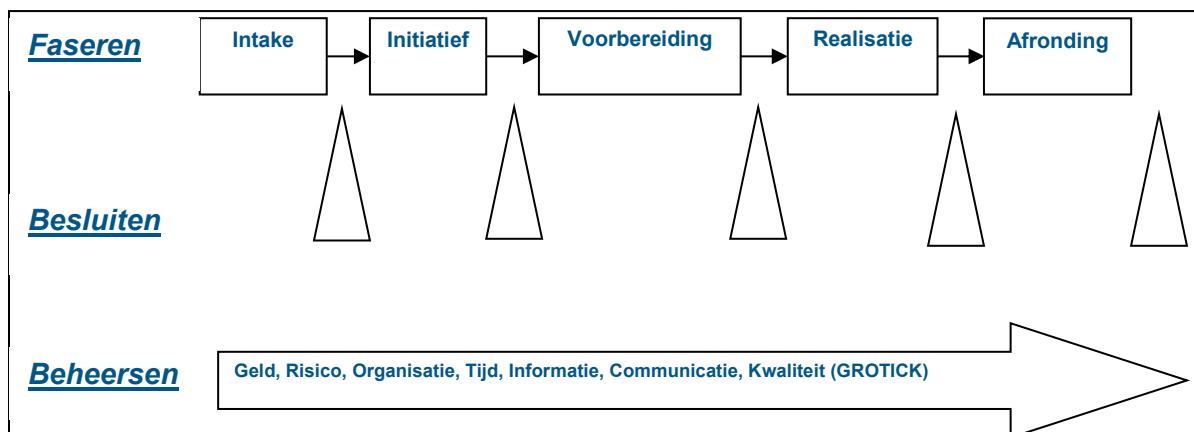 Faseren
Intake
Initiatief
Voorbereiding
Realisatie
Afronding
Besluiten
Beheersen
Geld, Risico, Organisatie, Tijd, Informatie, Communicatie, Kwaliteit (GROTICK)